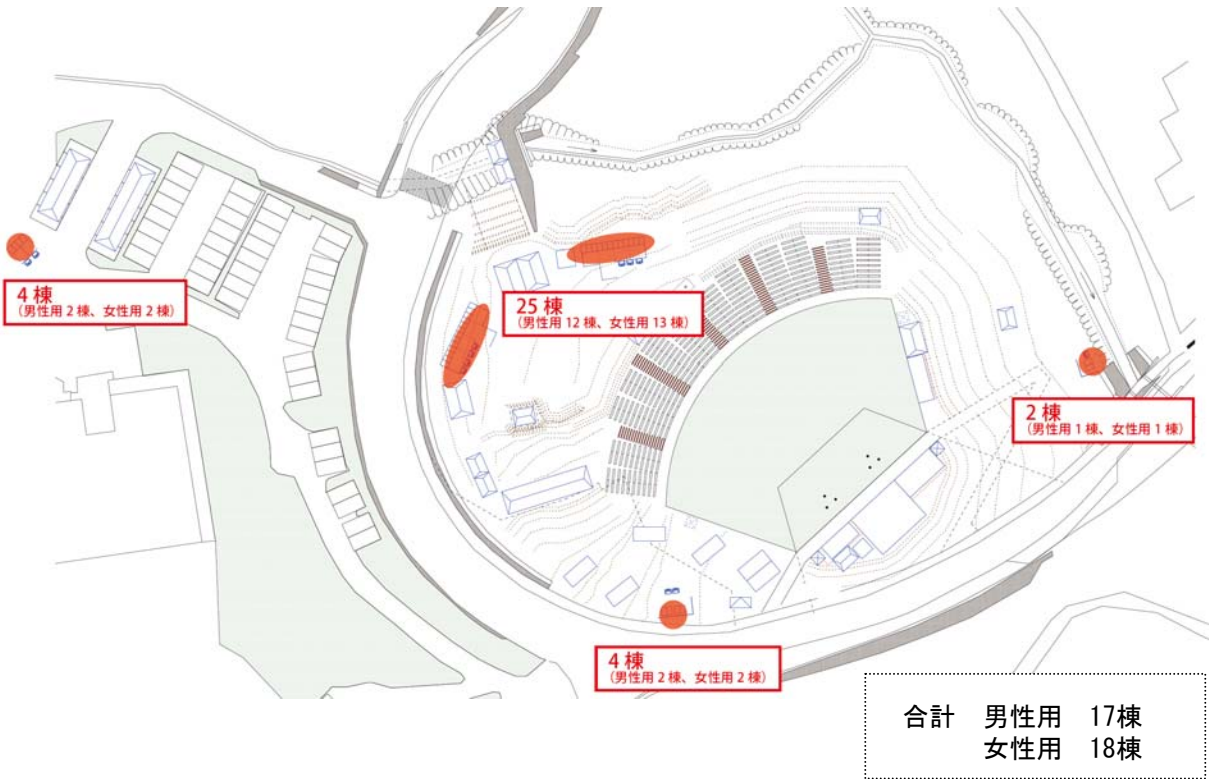 4 棟
(男性用 2 棟、女性用 2 棟)
25 棟
(男性用 12 棟、女性用 13 棟)
2 棟
(男性用 1 棟、女性用 1 棟)
4 棟
(男性用 2 棟、女性用 2 棟)
合計　男性用　17棟
女性用　18棟